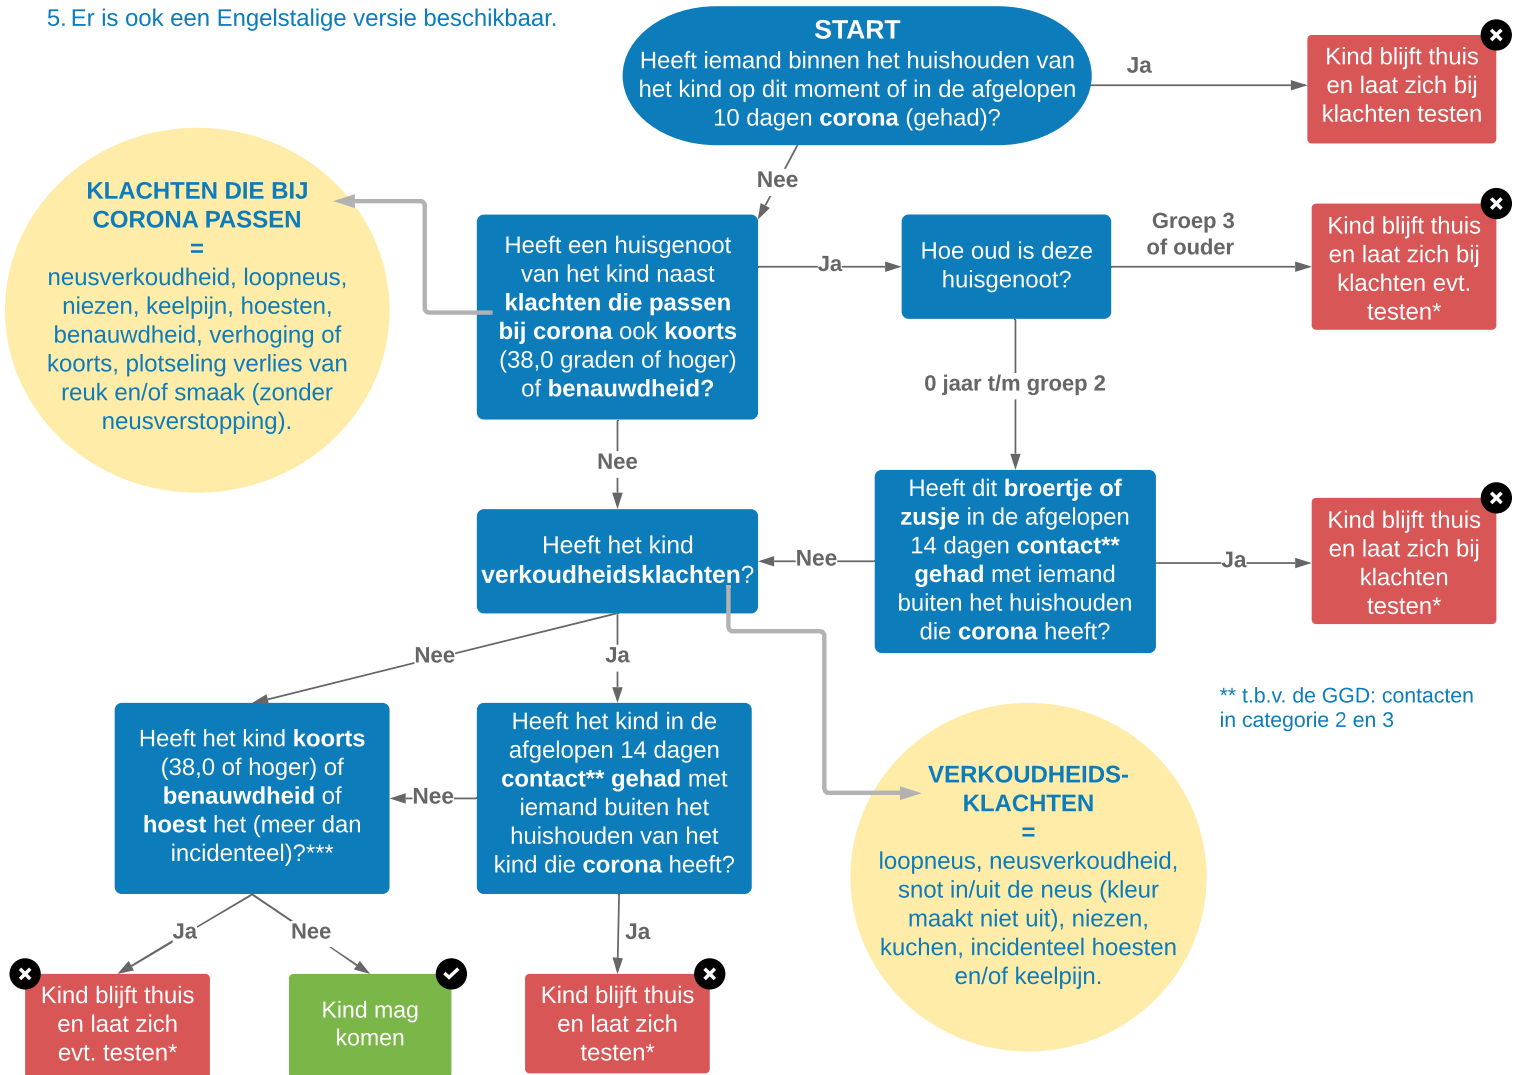 5. Er is ook een Engelstalige versie beschikbaar.
START
Heeft iemand binnen het huishouden van
het kind op dit moment of in de afgelopen
10 dagen corona (gehad)?
Ja
Kind blijft thuis
en laat zich bij
klachten testen
Nee
KLACHTEN DIE BIJ
CORONA PASSEN
=
neusverkoudheid, loopneus,
niezen, keelpijn, hoesten,
benauwdheid, verhoging of
koorts, plotseling verlies van
reuk en/of smaak (zonder
neusverstopping).
Heeft een huisgenoot
van het kind naast
klachten die passen
bij corona ook koorts
(38,0 graden of hoger)
of benauwdheid?
Ja
Hoe oud is deze
huisgenoot?
Groep 3
of ouder
Kind blijft thuis
en laat zich bij
klachten evt.
testen*
0 jaar t/m groep 2
Nee
Heeft het kind
verkoudheidsklachten?
Nee
Heeft dit broertje of
zusje in de afgelopen
14 dagen contact**
gehad met iemand
buiten het huishouden
die corona heeft?
Ja
Kind blijft thuis
en laat zich bij
klachten
testen*
Nee
Ja
** t.b.v. de GGD: contacten
in categorie 2 en 3
Heeft het kind koorts
(38,0 of hoger) of
benauwdheid of
hoest het (meer dan
incidenteel)?***
Nee
Heeft het kind in de
afgelopen 14 dagen
contact** gehad met
iemand buiten het
huishouden van het
kind die corona heeft?
VERKOUDHEIDS-
KLACHTEN
=
loopneus, neusverkoudheid,
snot in/uit de neus (kleur
maakt niet uit), niezen,
kuchen, incidenteel hoesten
en/of keelpijn.
Ja
Nee
Ja
Kind blijft thuis
en laat zich
evt. testen*
Kind mag
komen
Kind blijft thuis
en laat zich
testen*